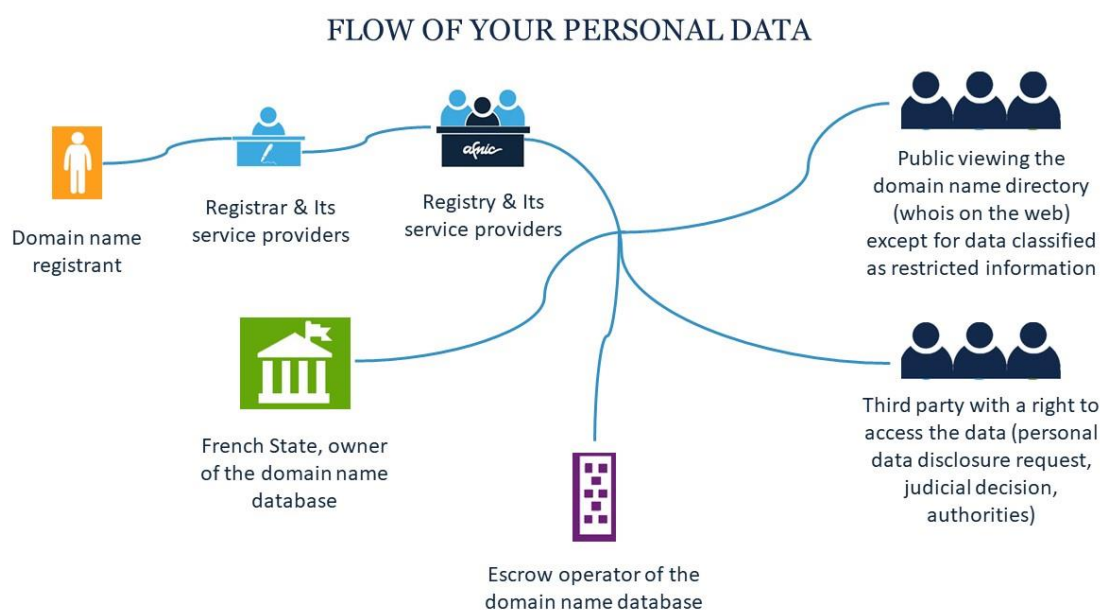 FLOW OF YOUR PERSONAL DATA
afnic
Domain name
registrant
Registrar & Its
service providers
Registry & Its
service providers
Public viewing the
domain name directory
(whois on the web)
except for data classified
as restricted information
French State, owner
of the domain name
database
Escrow operator of the
domain name database
Third party with a right to
access the data (personal
data disclosure request,
judicial decision,
authorities)